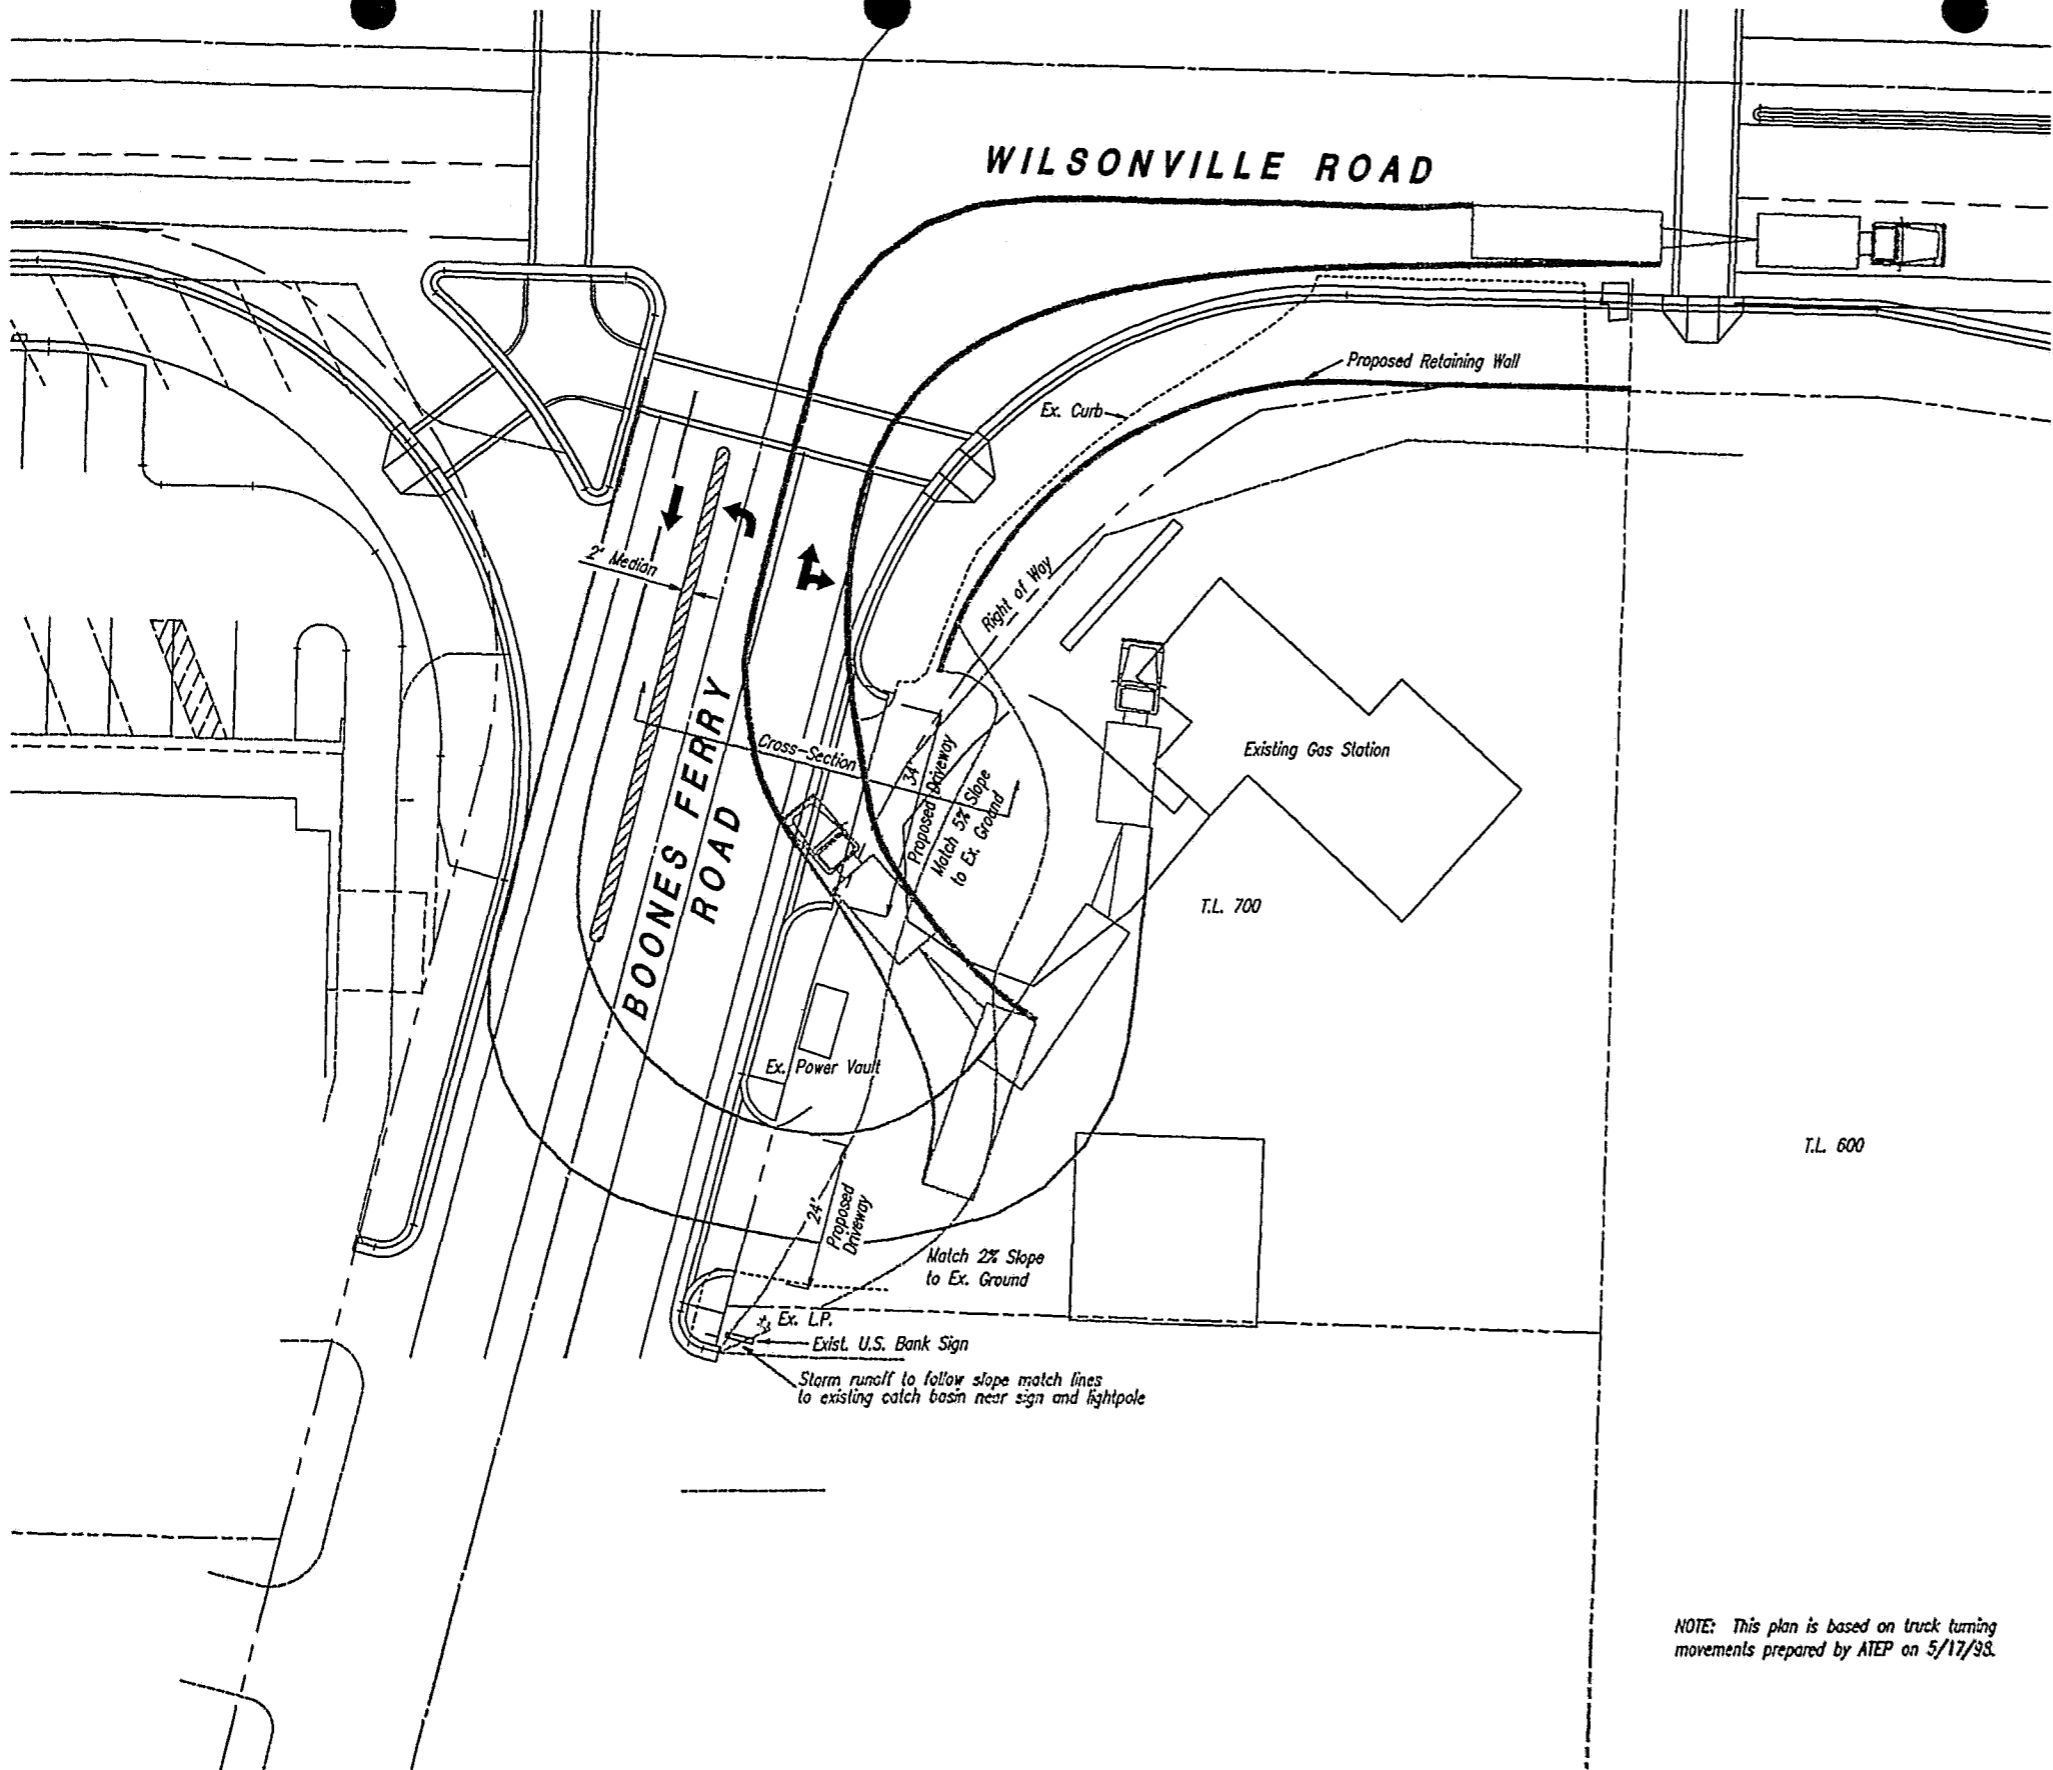 WILSONVILLE ROAD
Proposed Retaining Wall
Ex. Curb
2' Median
Right of Way
Existing Gas Station
Cross-Section
34'
Proposed Driveway
Match 5% Slope
to Ex. Ground
BOONES FERRY
ROAD
T.L. 700
Ex. Power Vault
T.L. 600
24'
Proposed
Driveway
Match 2% Slope
to Ex. Ground
Ex. L.P.
Exist. U.S. Bank Sign
Storm runoff to follow slope match lines
to existing catch basin near sign and lightpole
NOTE: This plan is based on truck turning
movements prepared by ATEP on 5/17/98.